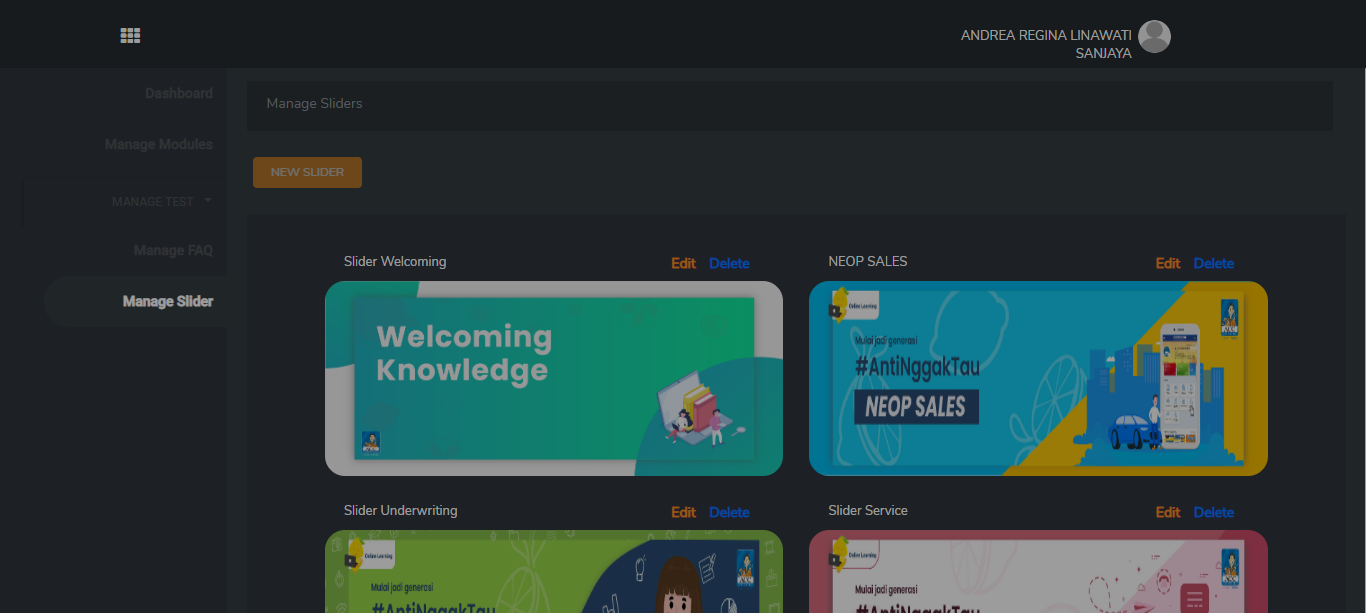 ANDREA REGINA LINAWATI
SANJAYA
Dashboard
Manage Modules
MANAGE TEST
Manage FAQ
Manage Slider
Manage Sliders
NEW SLIDER
Slider Welcoming
Edit Delete
Welcoming
Knowledge
NEOP SALES
Edit Delete
Online Learning
Mulai jadi generasi
#AntiNggakTau
NEOP SALES
Slider Underwriting
Edit Delete
Online Learning
Mulai jadi generasi
#AntiNggakTau
Slider Service
Edit Delete
Online Learning
Mulai jadi generasi
#AntiNggakTau